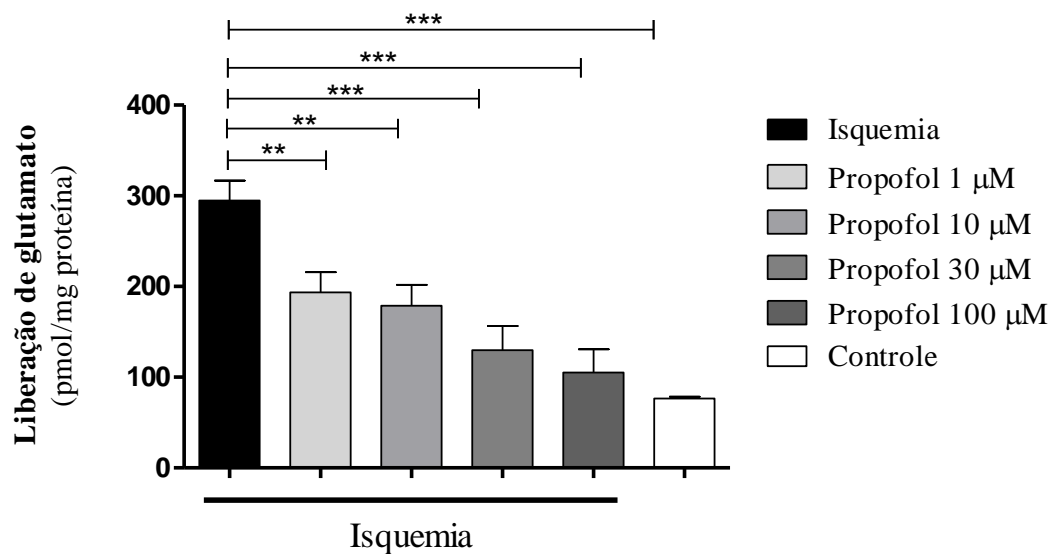 ***
***
***
**
**
Liberação de glutamato
(pmol/mg proteína)
400
300
200
100
0
Isquemia
Isquemia
Propofol 1 μM
Propofol 10 μM
Propofol 30 μM
Propofol 100 μM
Controle